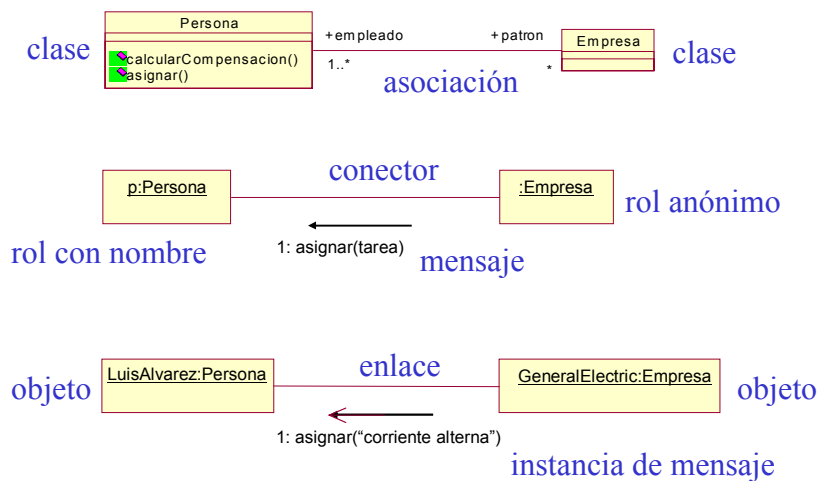 Persona
+empleado
+patron
Empresa
clase
calcularCompensacion()
asignar()
1..*
*
clase
asociación
conector
p:Persona
:Empresa
rol anónimo
rol con nombre
1: asignar(tarea)
mensaje
enlace
objeto
LuisAlvarez:Persona
GeneralElectric:Empresa
objeto
1: asignar(“corriente alterna”)
instancia de mensaje